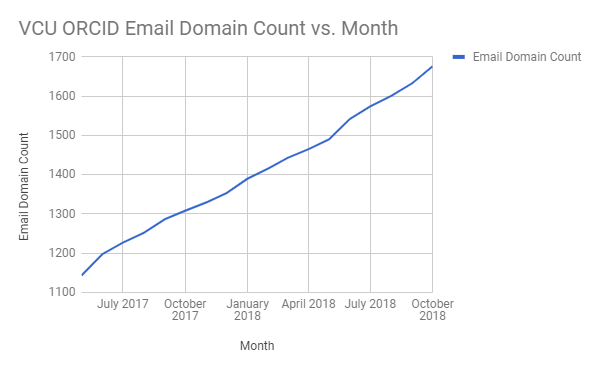 VCU ORCID Email Domain Count vs. Month
Email Domain Count
1700
1600
1500
1400
1300
1200
1100
Email Domain Count
July 2017
October
2017
January
2018
April 2018
July 2018
October
2018
Month